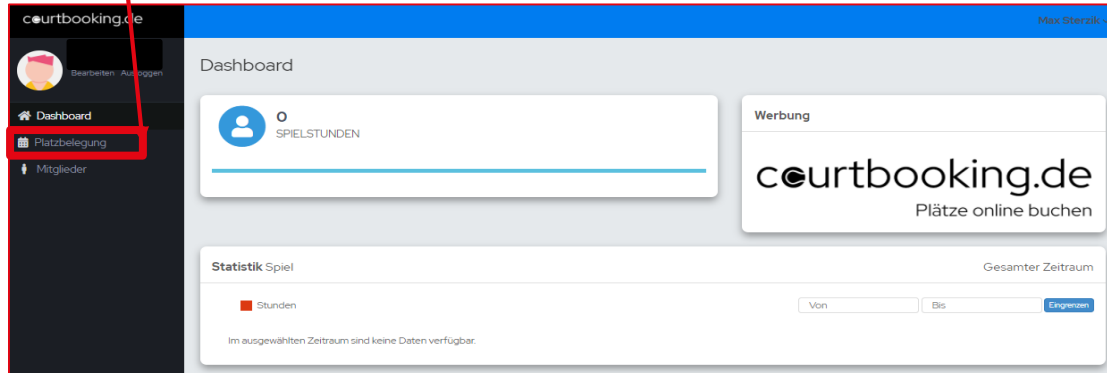 courtbooking.de
Max Sterzik
Bearbeiten Ausloggen
Dashboard
Dashboard
Platzbelegung
Mitglieder
0
SPIELSTUNDEN
Werbung
courtbooking.de
Plätze online buchen
Statistik Spiel
Gesamter Zeitraum
Stunden
Von
Bis
Eingrenzen
Im ausgewählten Zeitraum sind keine Daten verfügbar.